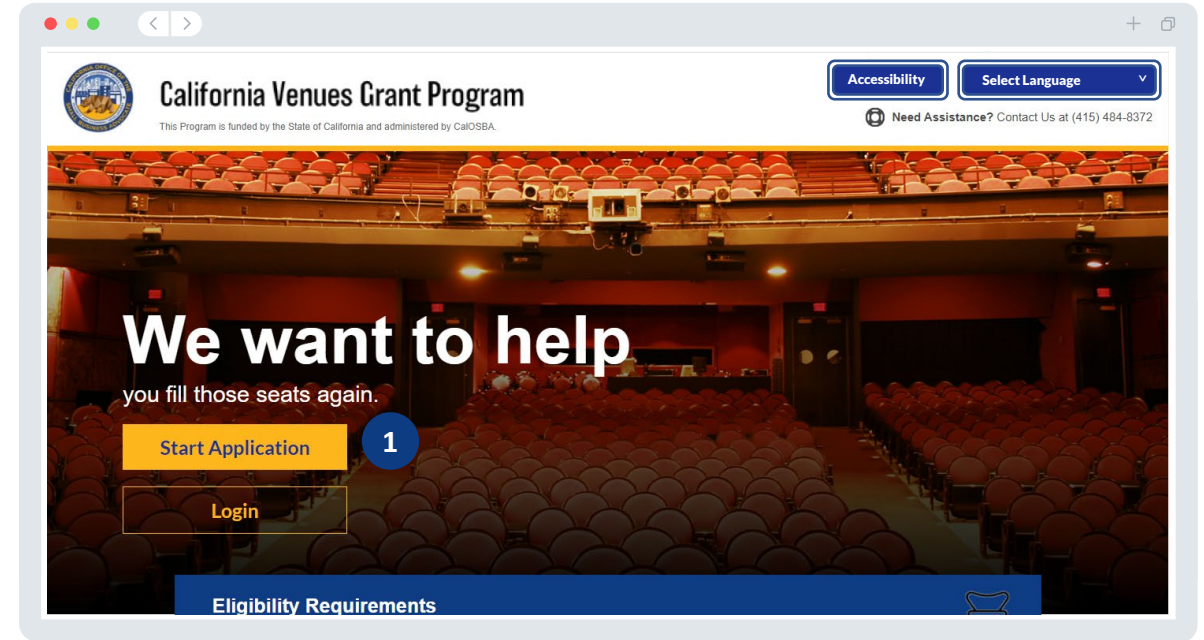 California Venues Grant Program
This Program is funded by the State of California and administered by CalOSBA.
Accessibility
Select Language
Need Assistance? Contact Us at (415) 484-8372
We want to help
you fill those seats again.
Start Application
1
Login
Eligibility Requirements